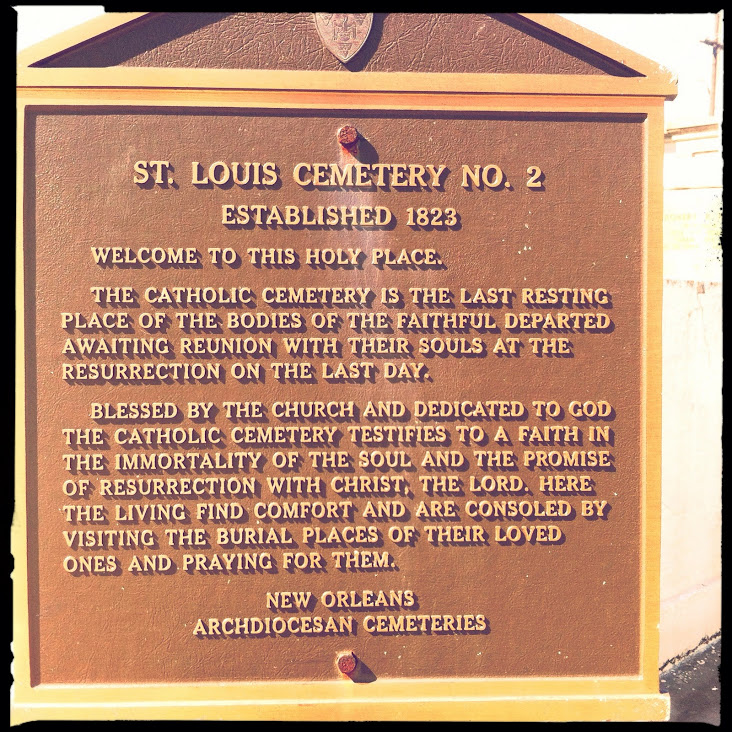 ST. LOUIS CEMETERY NO. 2
ESTABLISHED 1823
WELCOME TO THIS HOLY PLACE.
THE CATHOLIC CEMETERY IS THE LAST RESTING
PLACE OF THE BODIES OF THE FAITHFUL DEPARTED
AWAITING REUNION WITH THEIR SOULS AT THE
RESURRECTION ON THE LAST DAY.
BLESSED BY THE CHURCH AND DEDICATED TO GOD
THE CATHOLIC CEMETERY TESTIFIES TO A FAITH IN
THE IMMORTALITY OF THE SOUL AND THE PROMISE
OF RESURRECTION WITH CHRIST, THE LORD. HERE
THE LIVING FIND COMFORT AND ARE CONSOLED BY
VISITING THE BURIAL PLACES OF THEIR LOVED
ONES AND PRAYING FOR THEM.
NEW ORLEANS
ARCHDIOCESAN CEMETERIES